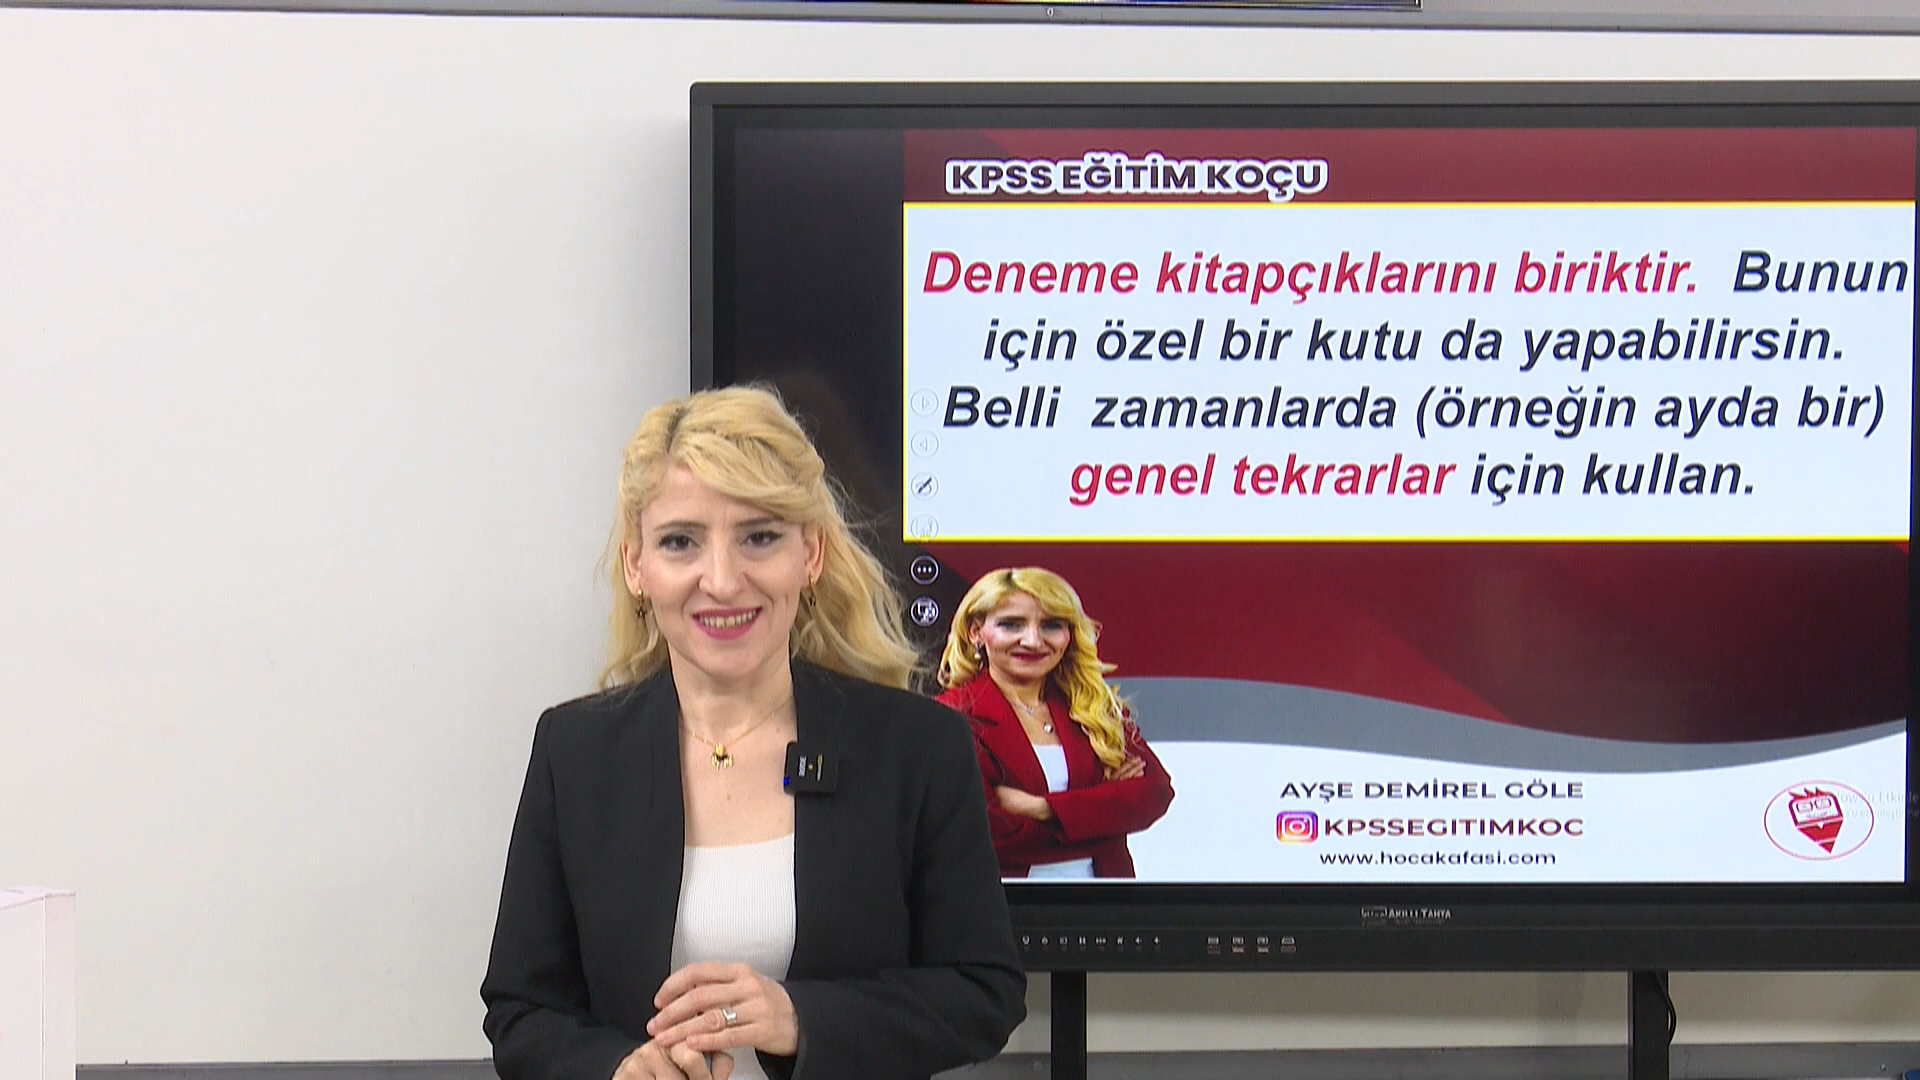 KPSS EĞİTİM KOÇU
Deneme kitapçıklarını biriktir. Bunun
için özel bir kutu da yapabilirsin.
Belli zamanlarda (örneğin ayda bir)
genel tekrarlar için kullan.
AYŞE DEMİREL GÖLE
KPSSEGITIMKOC
www.hocakafasi.com
AKILLI TAHTA